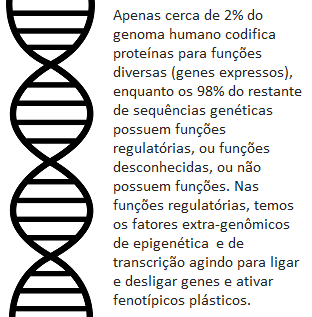 Apenas cerca de 2% do
genoma humano codifica
proteínas para funções
diversas (genes expressos),
enquanto os 98% do restante
de sequências genéticas
possuem funções
regulatórias, ou funções
desconhecidas, ou não
possuem funções. Nas
funções regulatórias, temos
os fatores extra-genômicos
de epigenética e de
transcrição agindo para ligar
e desligar genes e ativar
fenotípicos plásticos.